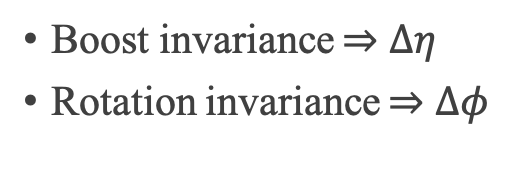 • Boost invariance ⇒ Δη
• Rotation invariance ⇒ Δϕ